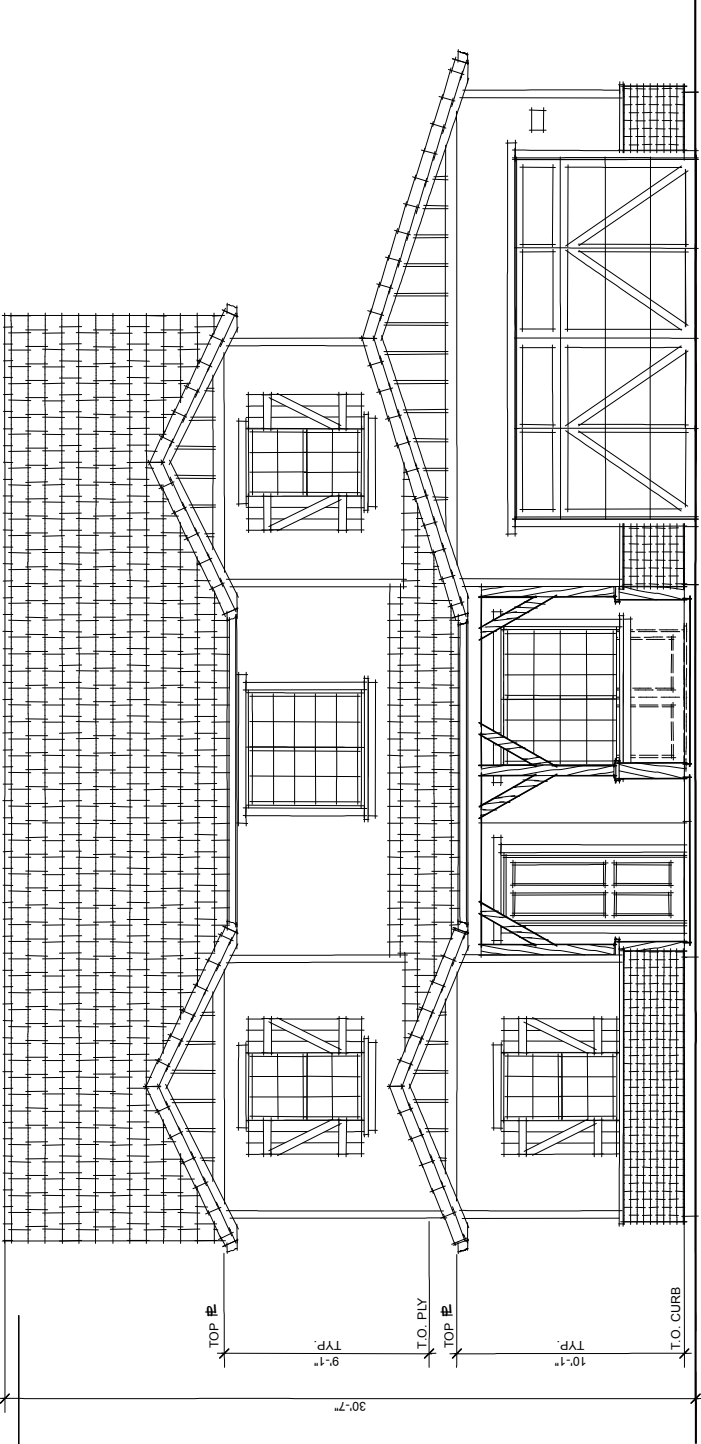 TOP PL
9'-1"
TYP.
T.O. PLY
TOP PL
10'-1"
TYP.
T.O. CURB
30'-7"